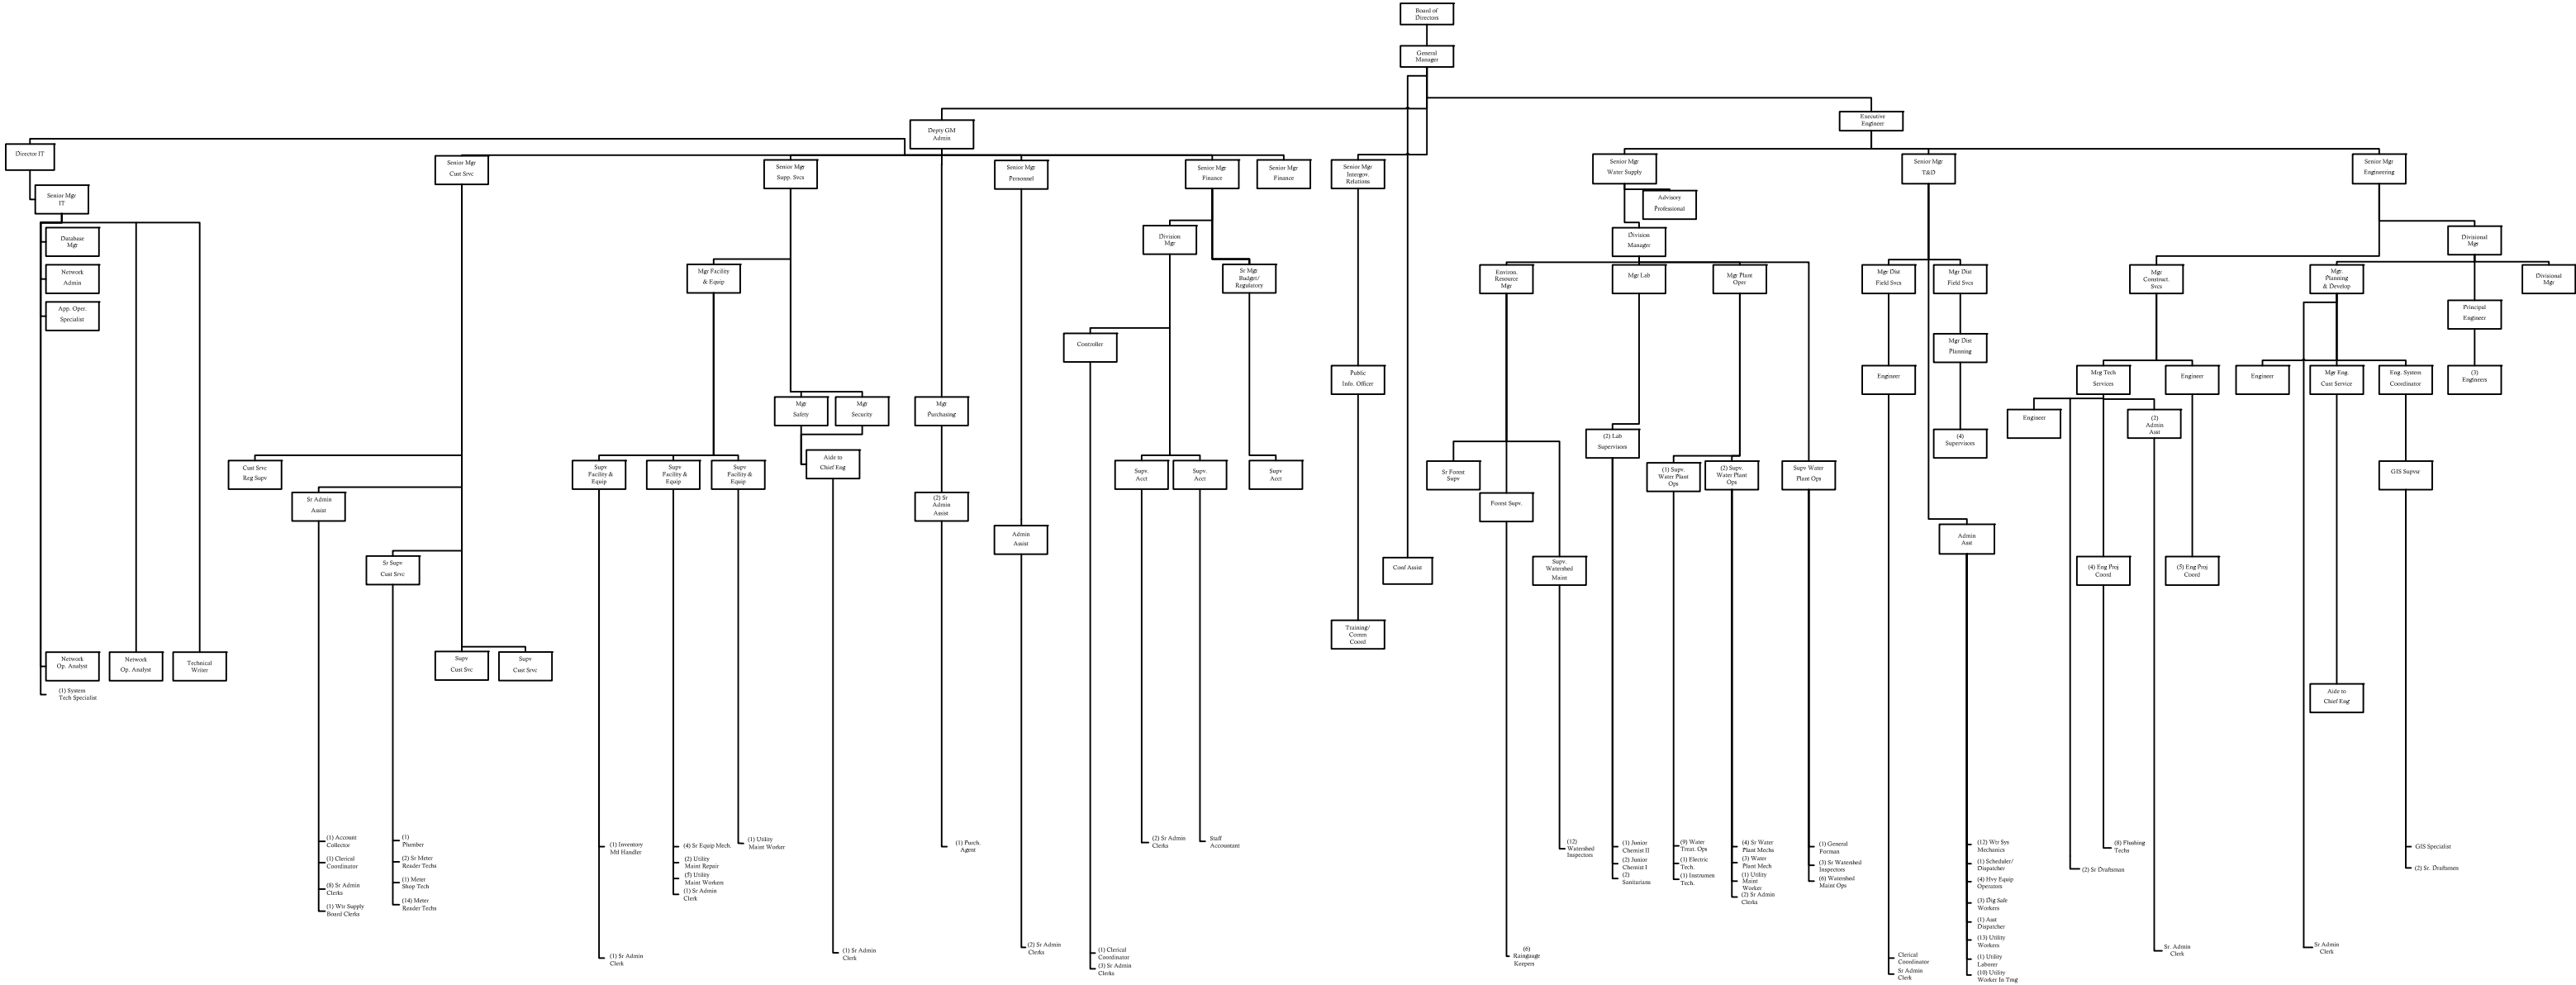 Board of
Directors
General
Manager
Depty GM
Admin
Executive
Engineer
Director IT
Senior Mgr
Cust Srvc
Senior Mgr
Supp. Svcs
Senior Mgr
Personnel
Senior Mgr
Finance
Senior Mgr
Finance
Senior Mgr
Intergov.
Relations
Senior Mgr
Water Supply
Senior Mgr
T&D
Senior Mgr
Engineering
Senior Mgr
IT
Advisory
Professional
Database
Mgr
Division
Mgr
Division
Manager
Divisional
Mgr
Network
Admin
Mgr Facility
& Equip
Sr Mgr
Budget/
Regulatory
Environ.
Resource
Mgr
Mgr Lab
Mgr Plant
Oper
Mgr Dist
Field Svcs
Mgr Dist
Field Svcs
Mgr
Construct.
Svcs
Mgr.
Planning
& Develop
Divisional
Mgr
App. Oper.
Specialist
Controller
Mgr Dist
Planning
Principal
Engineer
Public
Info. Officer
Engineer
Mrg Tech
Services
Engineer
Engineer
Mgr Eng.
Cust Service
Eng. System
Coordinator
(3)
Engineers
Mgr
Safety
Mgr
Security
Mgr
Purchasing
Engineer
(2)
Admin
Asst
(2) Lab
Supervisors
(4)
Supervisors
Aide to
Chief Eng
Cust Srvc
Reg Supv
Supv
Facility &
Equip
Supv
Facility &
Equip
Supv
Facility &
Equip
Supv.
Acct
Supv.
Acct
Supv
Acct
Sr Forest
Supv
(1) Supv.
Water Plant
Ops
(2) Supv.
Water Plant
Ops
Supv Water
Plant Ops
GIS Supvsr
Sr Admin
Assist
(2) Sr
Admin
Assist
Forest Supv.
Admin
Assist
Admin
Asst
Sr Supv
Cust Srvc
Conf Assist
Supv.
Watershed
Maint
(4) Eng Proj
Coord
(5) Eng Proj
Coord
Training/
Comm
Coord
Network
Op. Analyst
Network
Op. Analyst
Technical
Writer
Supv
Cust Svc
Supv
Cust Srvc
(1) System
Tech Specialist
Aide to
Chief Eng
(1) Account
Collector
(1) Clerical
Coordinator
(8) Sr Admin
Clerks
(1) Wtr Supply
Board Clerks
(1)
Plumber
(2) Sr Meter
Reader Techs
(1) Meter
Shop Tech
(14) Meter
Reader Techs
(1) Inventory
Mtl Handler
(1) Sr Admin
Clerk
(4) Sr Equip Mech.
(2) Utility
Maint Repair
(5) Utility
Maint Workers
(1) Sr Admin
Clerk
(1) Utility
Maint Worker
(1) Sr Admin
Clerk
(1) Purch.
Agent
(2) Sr Admin
Clerks
(1) Clerical
Coordinator
(3) Sr Admin
Clerks
(2) Sr Admin
Clerks
Staff
Accountant
(6)
Rainguage
Keepers
(12)
Watershed
Inspectors
(1) Junior
Chemist II
(2) Junior
Chemist I
(2)
Sanitarians
(9) Water
Treat. Ops
(1) Electric
Tech.
(1) Instrumen
Tech.
(4) Sr Water
Plant Mechs
(3) Water
Plant Mech
(1) Utility
Maint
Worker
(2) Sr Admin
Clerks
(1) General
Forman
(3) Sr Watershed
Inspectors
(6) Watershed
Maint Ops
Clerical
Coordinator
Sr Admin
Clerk
(12) Wtr Sys
Mechanics
(1) Scheduler/
Dispatcher
(4) Hvy Equip
Operators
(3) Dig Safe
Workers
(1) Asst
Dispatcher
(13) Utility
Workers
(1) Utility
Laborer
(10) Utility
Worker In Trng
(2) Sr Draftsman
(8) Flushing
Techs
Sr. Admin
Clerk
Sr Admin
Clerk
GIS Specialist
(2) Sr. Draftsmen